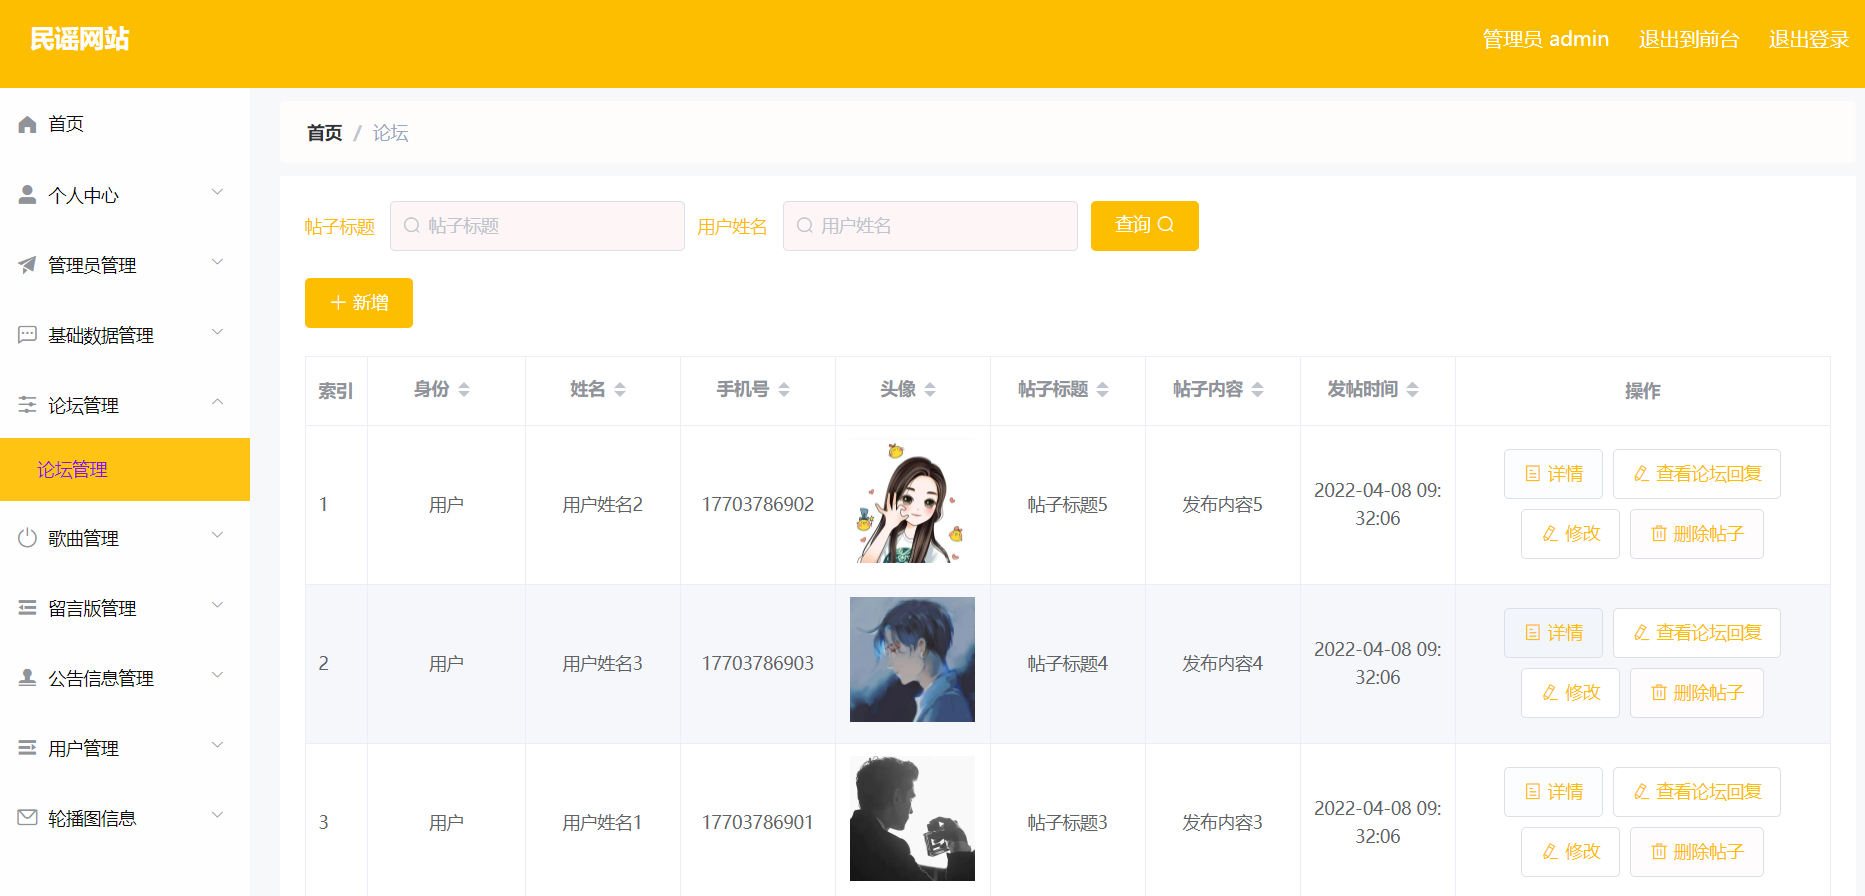 民谣网站
管理员 admin 退出到前台 退出登录
首页
个人中心
管理员管理
基础数据管理
论坛管理
论坛管理
歌曲管理
留言版管理
公告信息管理
用户管理
轮播图信息
首页 / 论坛
帖子标题 帖子标题 用户姓名 用户姓名 查询
新增
索引 身份 姓名 手机号 头像 帖子标题 帖子内容 发帖时间 操作
1 用户 用户姓名2 17703786902 帖子标题5 发布内容5 2022-04-08 09:
32:06
详情 查看论坛回复
修改 删除帖子
2 用户 用户姓名3 17703786903 帖子标题4 发布内容4 2022-04-08 09:
32:06
详情 查看论坛回复
修改 删除帖子
3 用户 用户姓名1 17703786901 帖子标题3 发布内容3 2022-04-08 09:
32:06
详情 查看论坛回复
修改 删除帖子